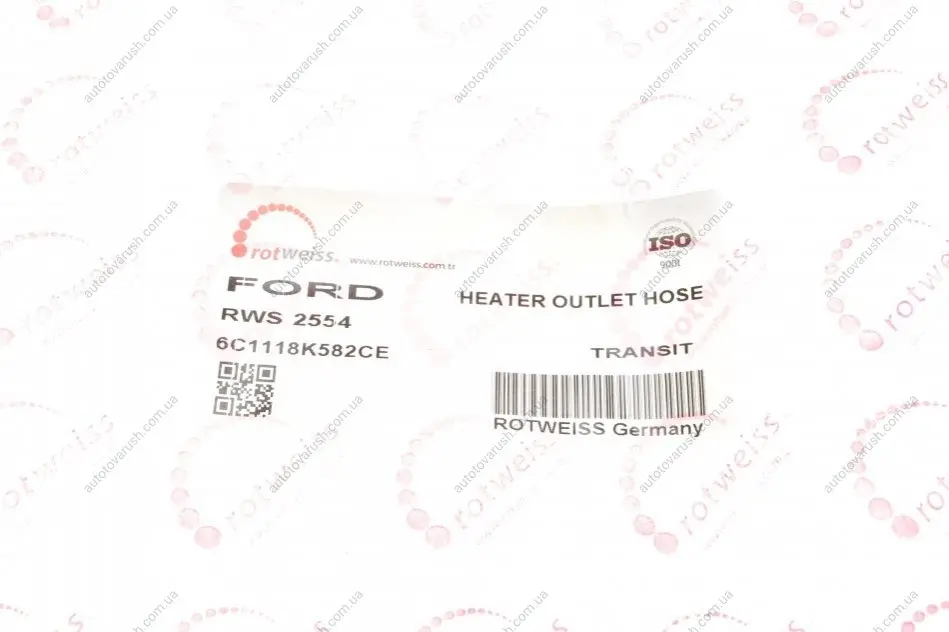 rotweiss. www.rotweiss.com.tr
ISO
9001
FORD
HEATER OUTLET HOSE
RWS 2554
6C1118K582CE
TRANSIT
ROTWEISS Germany
autotovarush.com.ua
rotweiss